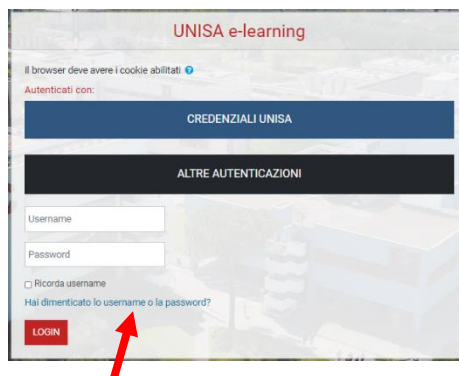 UNISA e-learning
Il browser deve avere i cookie abilitati
Autenticati con:
CREDENZIALI UNISA
ALTRE AUTENTICAZIONI
Username
Password
Ricorda username
Hai dimenticato lo username o la password?
LOGIN